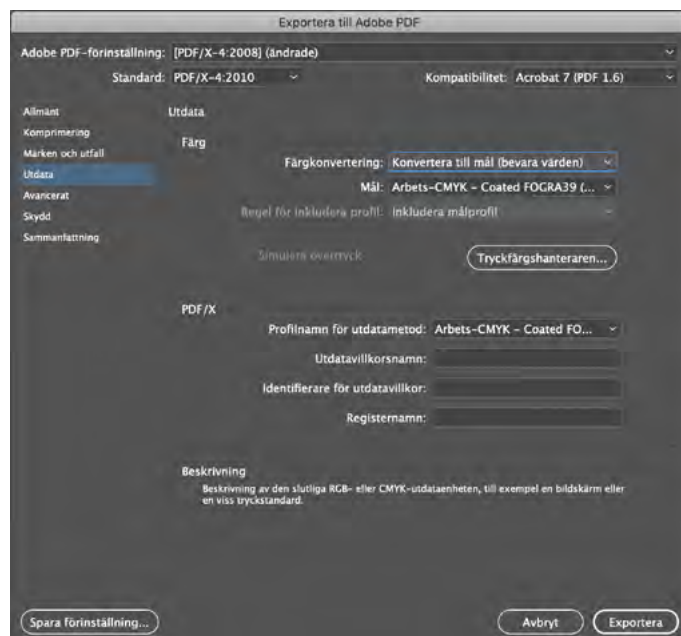 Exportera till Adobe PDF
Adobe PDF-förinställning: [PDF/X-4:2008] (ändrade)
Standard: PDF/X-4:2010 Kompatibilitet: Acrobat 7 (PDF 1.6)
Allmänt
Komprimering
Märken och utfall
Utdata
Avancerat
Skydd
Sammanfattning
Utdata
Färg
Färgkonvertering: Konvertera till mål (bevara värden)
Mål: Arbets-CMYK - Coated FOGRA39 (...
Regel för inkludera profil: Inkludera målprofil
Simulera övertryck
Tryckfärgshanteraren...
PDF/X
Profilnamn för utdatametod: Arbets-CMYK - Coated FO...
Utdatavillkorsnamn:
Identifierare för utdatavillkor:
Registernamn:
Beskrivning
Beskrivning av den slutliga RGB- eller CMYK-utdataenheten, till exempel en bildskärm eller
en viss tryckstandard.
Spara förinställning...
Avbryt
Exportera